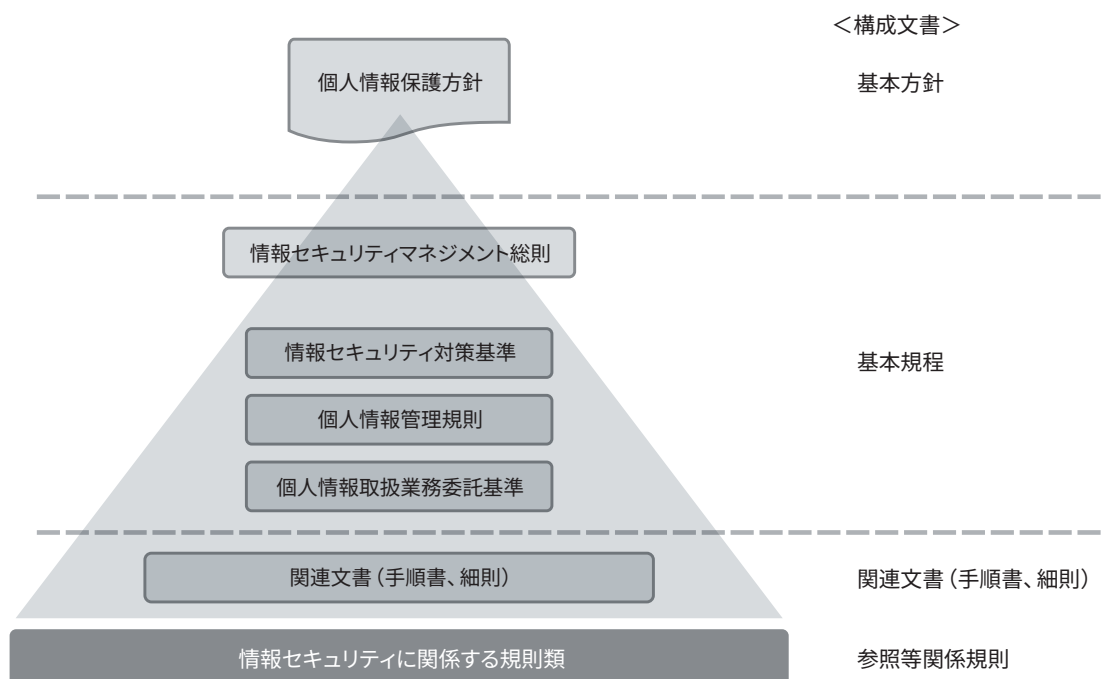 ＜構成文書＞
個人情報保護方針
基本方針
情報セキュリティマネジメント総則
情報セキュリティ対策基準
基本規程
個人情報管理規則
個人情報取扱業務委託基準
関連文書（手順書、細則）
関連文書（手順書、細則）
情報セキュリティに関係する規則類
参照等関係規則